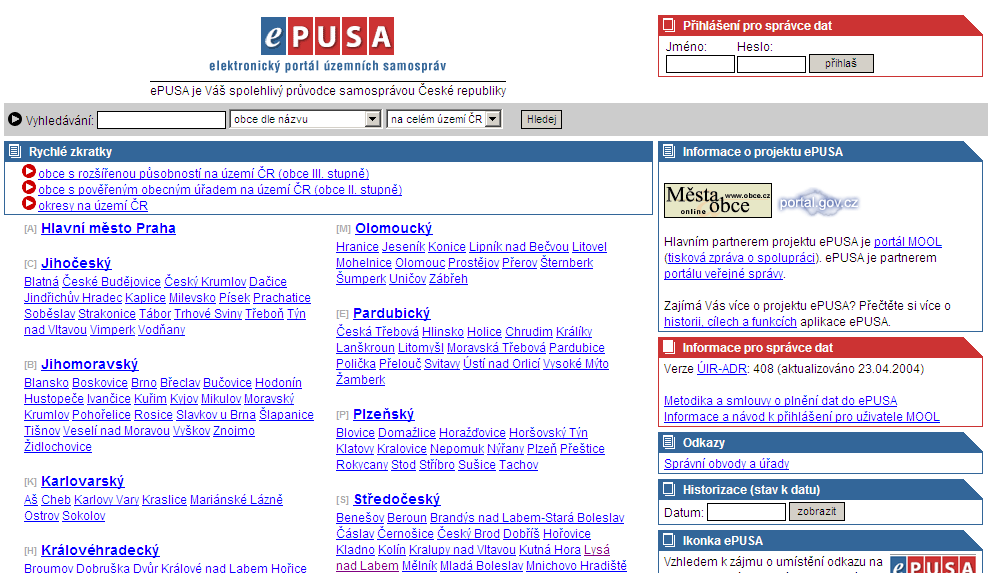 ePUSA
elektronický portál územních samospráv
ePUSA je Váš spolehlivý průvodce samosprávou České republiky
Přihlášení pro správce dat
Jméno: Heslo:
přihlaš
Vyhledávání: obce dle názvu na celém území ČR Hledej
Rychlé zkratky
obce s rozšířenou působností na území ČR (obce III. stupně)
obce s pověřeným obecným úřadem na území ČR (obce II. stupně)
okresy na území ČR
[A] Hlavní město Praha
[C] Jihočeský
Blatná České Budějovice Český Krumlov Dačice
Jindřichův Hradec Kaplice Milevsko Písek Prachatice
Soběslav Strakonice Tábor Trhové Sviny Třeboň Týn
nad Vltavou Vimperk Vodňany
[B] Jihomoravský
Blansko Boskovice Brno Břeclav Bučovice Hodonín
Hustopeče Ivančice Kuřim Kyjov Mikulov Moravský
Krumlov Pohořelice Rosice Slavkov u Brna Šlapanice
Tišnov Veselí nad Moravou Vyškov Znojmo
Židlochovice
[K] Karlovarský
Aš Cheb Karlovy Vary Kraslice Mariánské Lázně
Ostrov Sokolov
[H] Královéhradecký
Broumov Dobruška Dvůr Králové nad Labem Hořice
[M] Olomoucký
Hranice Jeseník Konice Lipník nad Bečvou Litovel
Mohelnice Olomouc Prostějov Přerov Šternberk
Šumperk Uničov Zábřeh
[E] Pardubický
Česká Třebová Hlinsko Holice Chrudim Králíky
Lanškroun Litomyšl Moravská Třebová Pardubice
Polička Přelouč Svitavy Ústí nad Orlicí Vysoké Mýto
Žamberk
[P] Plzeňský
Blovice Domažlice Horažďovice Horšovský Týn
Klatovy Kralovice Nepomuk Nýřany Plzeň Přeštice
Rokycany Stod Stříbro Sušice Tachov
[S] Středočeský
Benešov Beroun Brandýs nad Labem-Stará Boleslav
Čáslav Černošice Český Brod Dobříš Hořovice
Kladno Kolín Kralupy nad Vltavou Kutná Hora Lysá
nad Labem Mělník Mladá Boleslav Mnichovo Hradiště
Informace o projektu ePUSA
Města www.obce.cz
online obce
portal.gov.cz
Hlavním partnerem projektu ePUSA je portál MOOL
(tisková zpráva o spolupráci). ePUSA je partnerem
portálu veřejné správy.
Zajímá Vás více o projektu ePUSA? Přečtěte si více o
historii, cílech a funkcích aplikace ePUSA.
Informace pro správce dat
Verze ÚIR-ADR: 408 (aktualizováno 23.04.2004)
Metodika a smlouvy o plnění dat do ePUSA
Informace a návod k přihlášení pro uživatele MOOL
Odkazy
Správní obvody a úřady
Historizace (stav k datu)
Datum: zobrazit
Ikonka ePUSA
Vzhledem k zájmu o umístění odkazu na
ePUSA